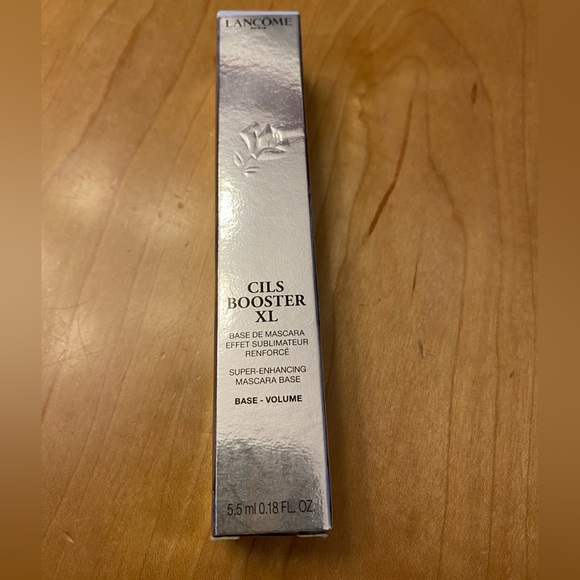 LANCÔME
PARIS
CILS
BOOSTER
XL
BASE DE MASCARA
EFFET SUBLIMATEUR
RENFORCÉ
SUPER-ENHANCING
MASCARA BASE
BASE - VOLUME
5.5 ml 0.18 FL. OZ.